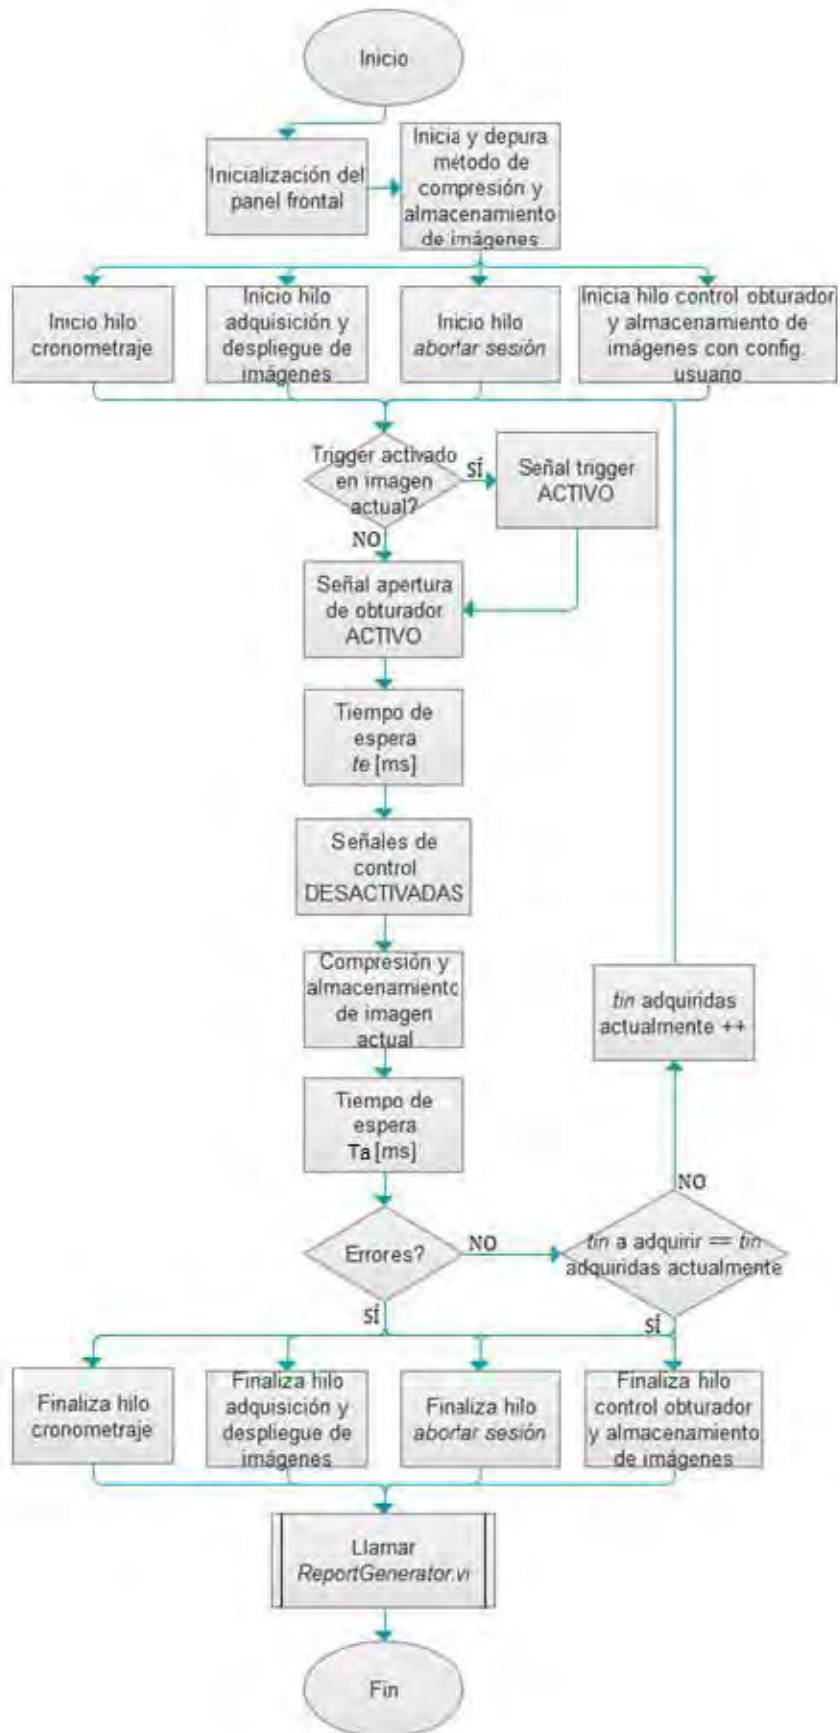 Inicio
Inicialización del
panel frontal
Inicia y depura
método de
compresión y
almacenamiento
de imágenes
Inicio hilo
cronometraje
Inicio hilo
adquisición y
despliegue de
imágenes
Inicio hilo
abortar sesión
Inicia hilo control obturador
y almacenamiento de
imágenes con config.
usuario
Trigger activado
en imagen
actual?
SÍ
Señal trigger
ACTIVO
NO
Señal apertura
de obturador
ACTIVO
Tiempo de
espera
te [ms]
Señales de
control
DESACTIVADAS
Compresión y
almacenamiento
de imagen
actual
tin adquiridas
actualmente ++
Tiempo de
espera
Ta [ms]
NO
Errores?
NO
tin a adquirir == tin
adquiridas actualmente
SÍ
SÍ
Finaliza hilo
cronometraje
Finaliza hilo
adquisición y
despliegue de
imágenes
Finaliza hilo
abortar sesión
Finaliza hilo
control obturador
y almacenamiento
de imágenes
Llamar
ReportGenerator.vi
Fin